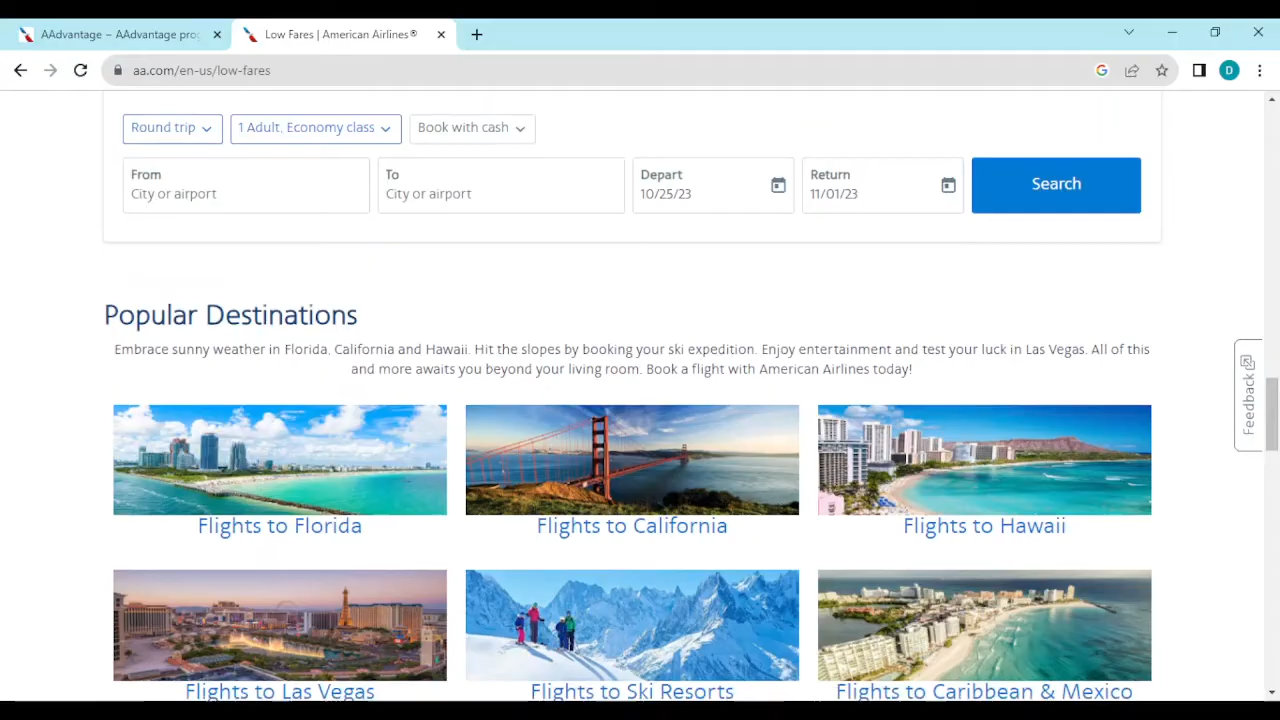 AAdvantage – AAdvantage prog
Low Fares | American Airlines®
aa.com/en-us/low-fares
D
Round trip
1 Adult, Economy class
Book with cash
From
City or airport
To
City or airport
Depart
10/25/23
Return
11/01/23
Search
Popular Destinations
Embrace sunny weather in Florida, California and Hawaii. Hit the slopes by booking your ski expedition. Enjoy entertainment and test your luck in Las Vegas. All of this
and more awaits you beyond your living room. Book a flight with American Airlines today!
Feedback
Flights to Florida
Flights to California
Flights to Hawaii
Flights to Las Vegas
Flights to Ski Resorts
Flights to Caribbean & Mexico